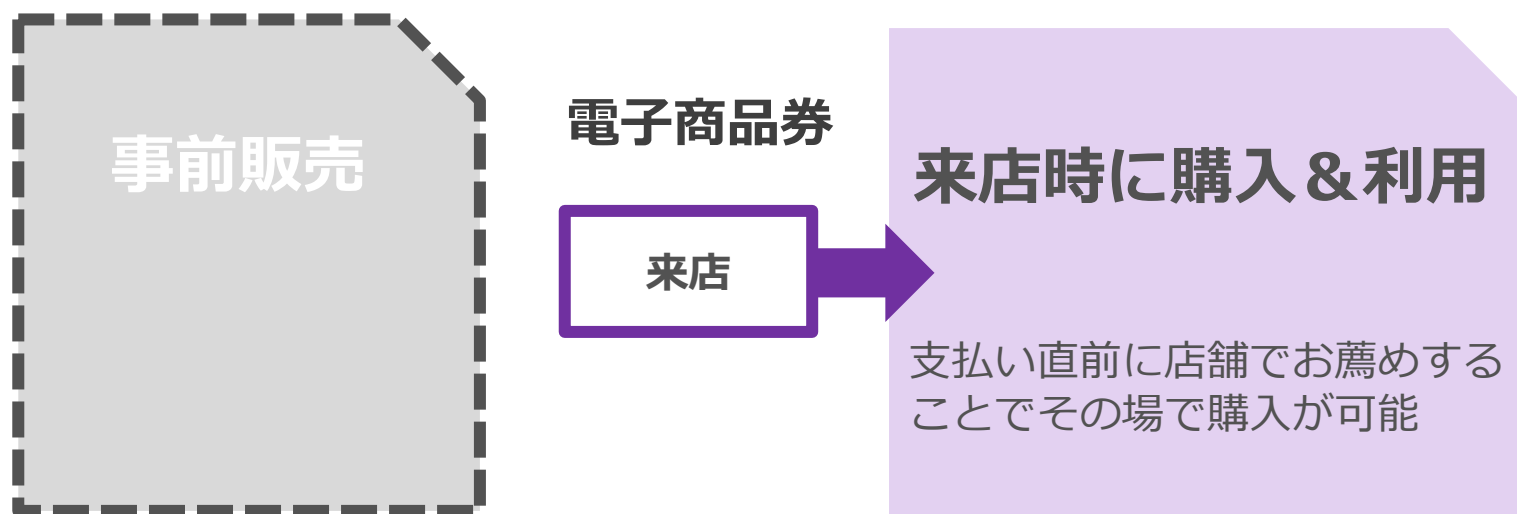 事前販売
電子商品券
来店
来店時に購入＆利用
支払い直前に店舗でお薦めする
ことでその場で購入が可能